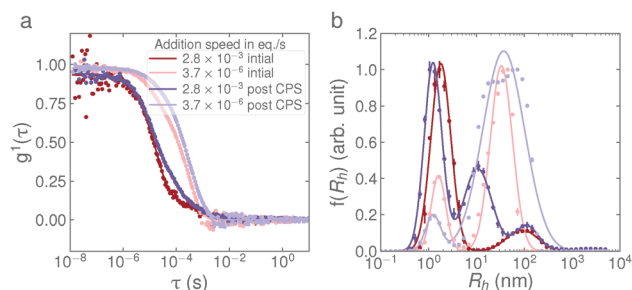 a
b
Addition speed in eq./s
2.8 × 10⁻³ intial
3.7 × 10⁻⁶ intial
2.8 × 10⁻³ post CPS
3.7 × 10⁻⁶ post CPS
g¹(τ)
1.00
0.75
0.50
0.25
0.00
10⁻⁸ 10⁻⁶ 10⁻⁴ 10⁻² 10⁰
τ (s)
f(R_h) (arb. unit)
1.2
1.0
0.8
0.6
0.4
0.2
0.0
10⁻¹ 10⁰ 10¹ 10² 10³ 10⁴
R_h (nm)